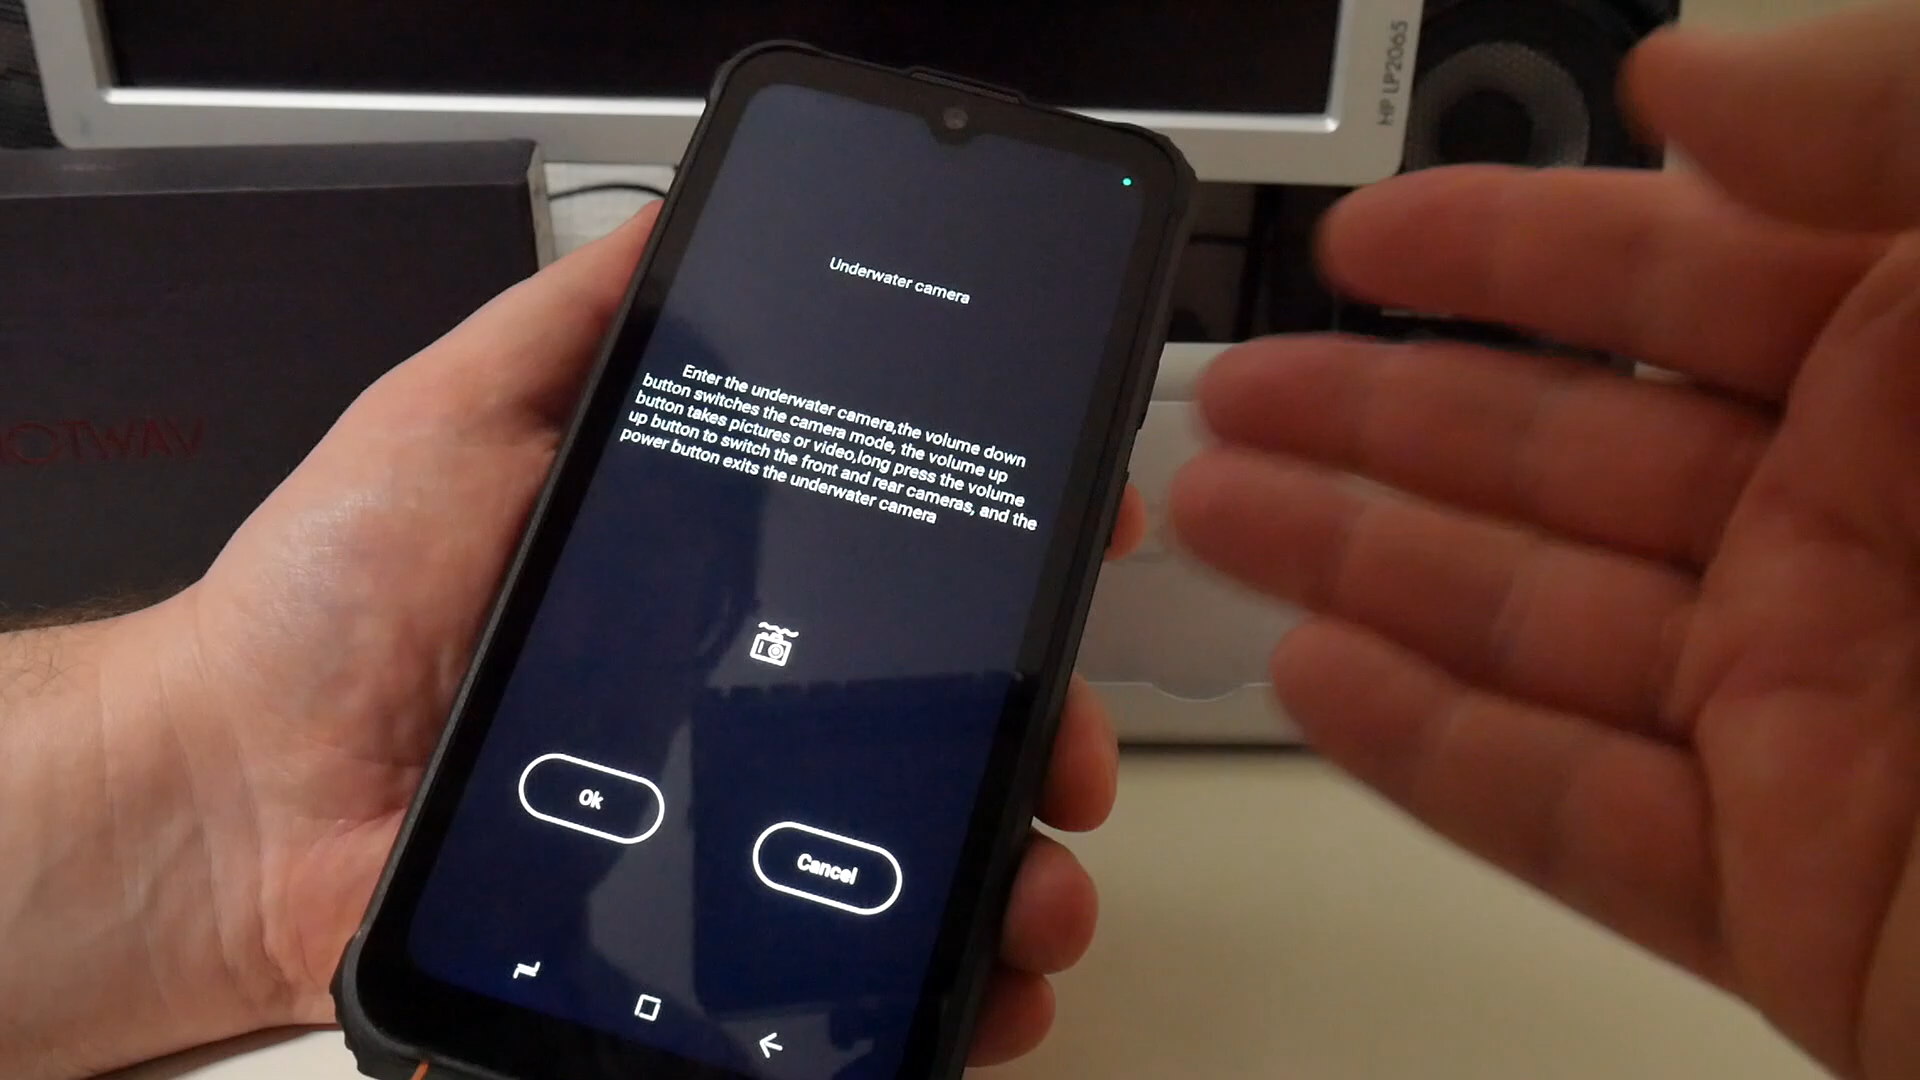 HP LP2065
Underwater camera
Enter the underwater camera,the volume down
button switches the camera mode, the volume up
button takes pictures or video,long press the volume
up button to switch the front and rear cameras, and the
power button exits the underwater camera
HOTWAV
Ok
Cancel